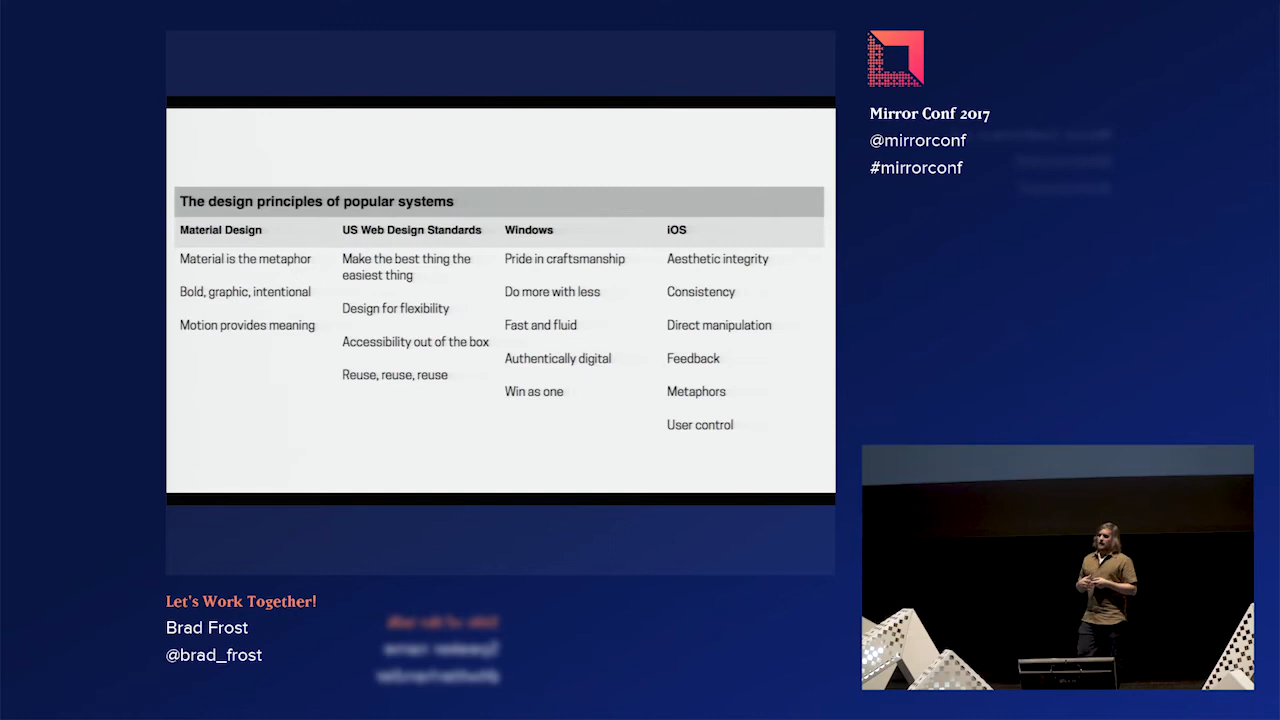 The design principles of popular systems
Material Design
US Web Design Standards
Windows
iOS
Material is the metaphor
Make the best thing the
easiest thing
Pride in craftsmanship
Aesthetic integrity
Bold, graphic, intentional
Design for flexibility
Do more with less
Consistency
Motion provides meaning
Accessibility out of the box
Fast and fluid
Direct manipulation
Reuse, reuse, reuse
Authentically digital
Feedback
Win as one
Metaphors
User control
Mirror Conf 2017
@mirrorconf
#mirrorconf
Let's Work Together!
Brad Frost
@brad_frost